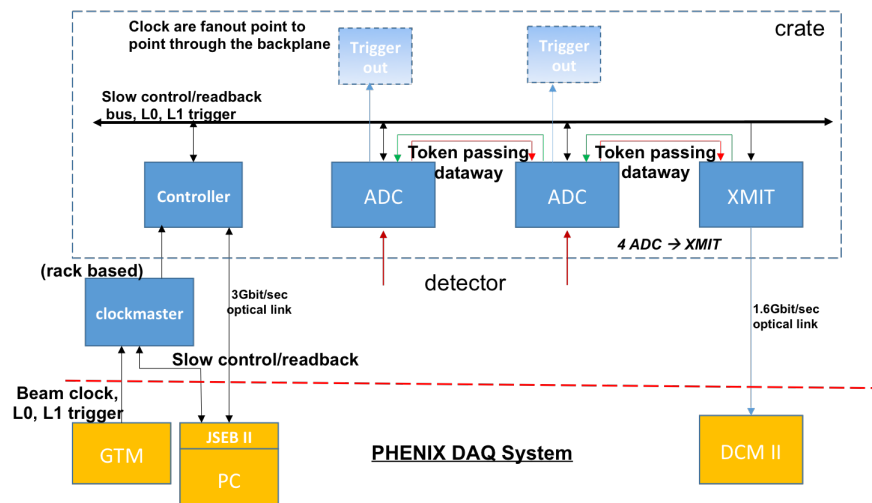 Clock are fanout point to
point through the backplane
crate
Trigger
out
Trigger
out
Slow control/readback
bus, L0, L1 trigger
Token passing
dataway
Token passing
dataway
Controller
ADC
ADC
XMIT
4 ADC → XMIT
(rack based)
detector
3Gbit/sec
optical link
1.6Gbit/sec
optical link
clockmaster
Slow control/readback
Beam clock,
L0, L1 trigger
GTM
JSEB II
PC
PHENIX DAQ System
DCM II